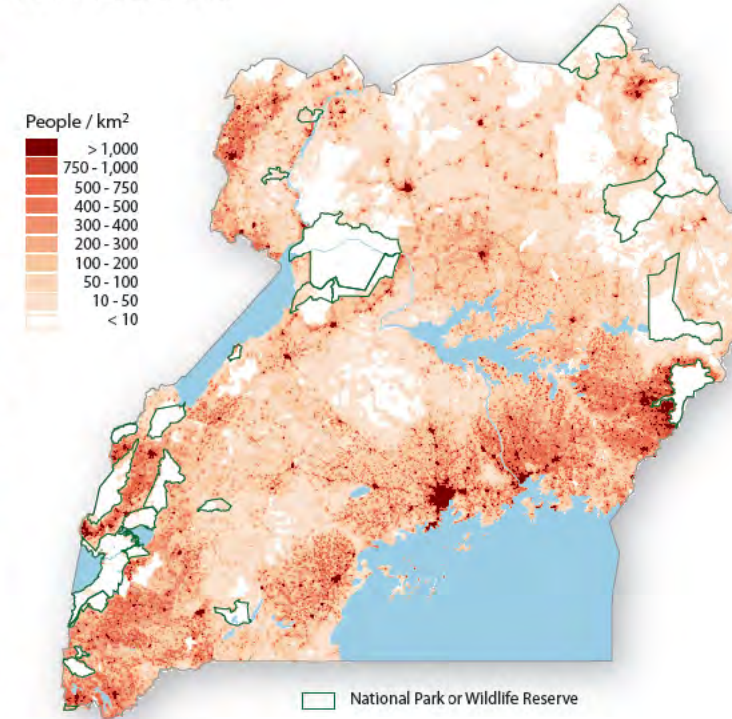 People / km²
> 1,000
750 - 1,000
500 - 750
400 - 500
300 - 400
200 - 300
100 - 200
50 - 100
10 - 50
< 10
National Park or Wildlife Reserve